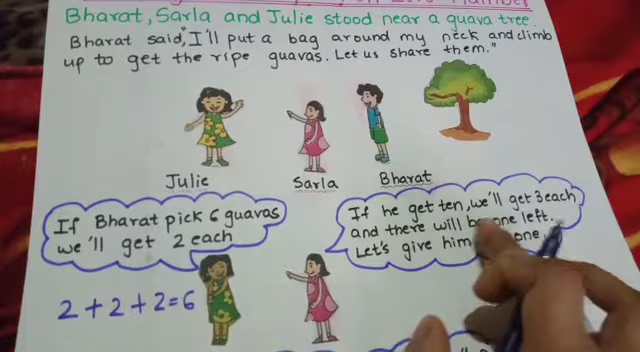 Bharat, Sarla and Julie stood near a guava tree.
Bharat said, "I'll put a bag around my neck and climb
up to get the ripe guavas. Let us share them."
Julie
Sarla
Bharat
If Bharat pick 6 guavas
we'll get 2 each
If he get ten, we'll get 3 each
and there will be one left.
Let's give him one.
2+2+2=6